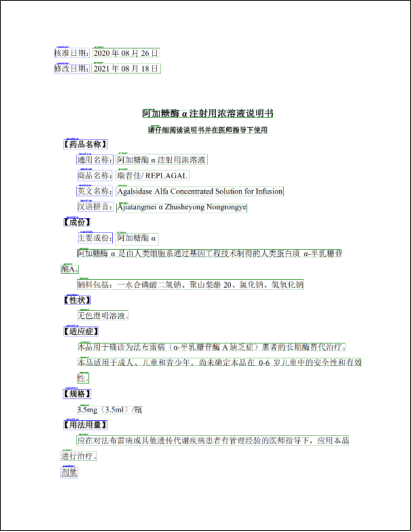 核准日期：2020 年 08 月 26 日
修改日期：2021 年 08 月 18 日
阿加糖酶 α 注射用浓溶液说明书
请仔细阅读说明书并在医师指导下使用
【药品名称】
通用名称：阿加糖酶 α 注射用浓溶液
商品名称：瑞普佳/ REPLAGAL
英文名称：Agalsidase Alfa Concentrated Solution for Infusion
汉语拼音：Ajiatangmei α Zhusheyong Nongrongye
【成份】
主要成份：阿加糖酶 α
阿加糖酶 α 是由人类细胞系通过基因工程技术制得的人类蛋白质 α-半乳糖苷
酶A。
辅料包括：一水合磷酸二氢钠、聚山梨酯 20、氯化钠、氢氧化钠
【性状】
无色澄明溶液。
【适应症】
本品用于确诊为法布雷病（α-半乳糖苷酶 A 缺乏症）患者的长期酶替代治疗。
本品适用于成人、儿童和青少年。尚未确定本品在 0-6 岁儿童中的安全性和有效
性。
【规格】
3.5mg（3.5ml）/瓶
【用法用量】
应在对法布雷病或其他遗传代谢疾病患者有管理经验的医师指导下，应用本品
进行治疗。
剂量